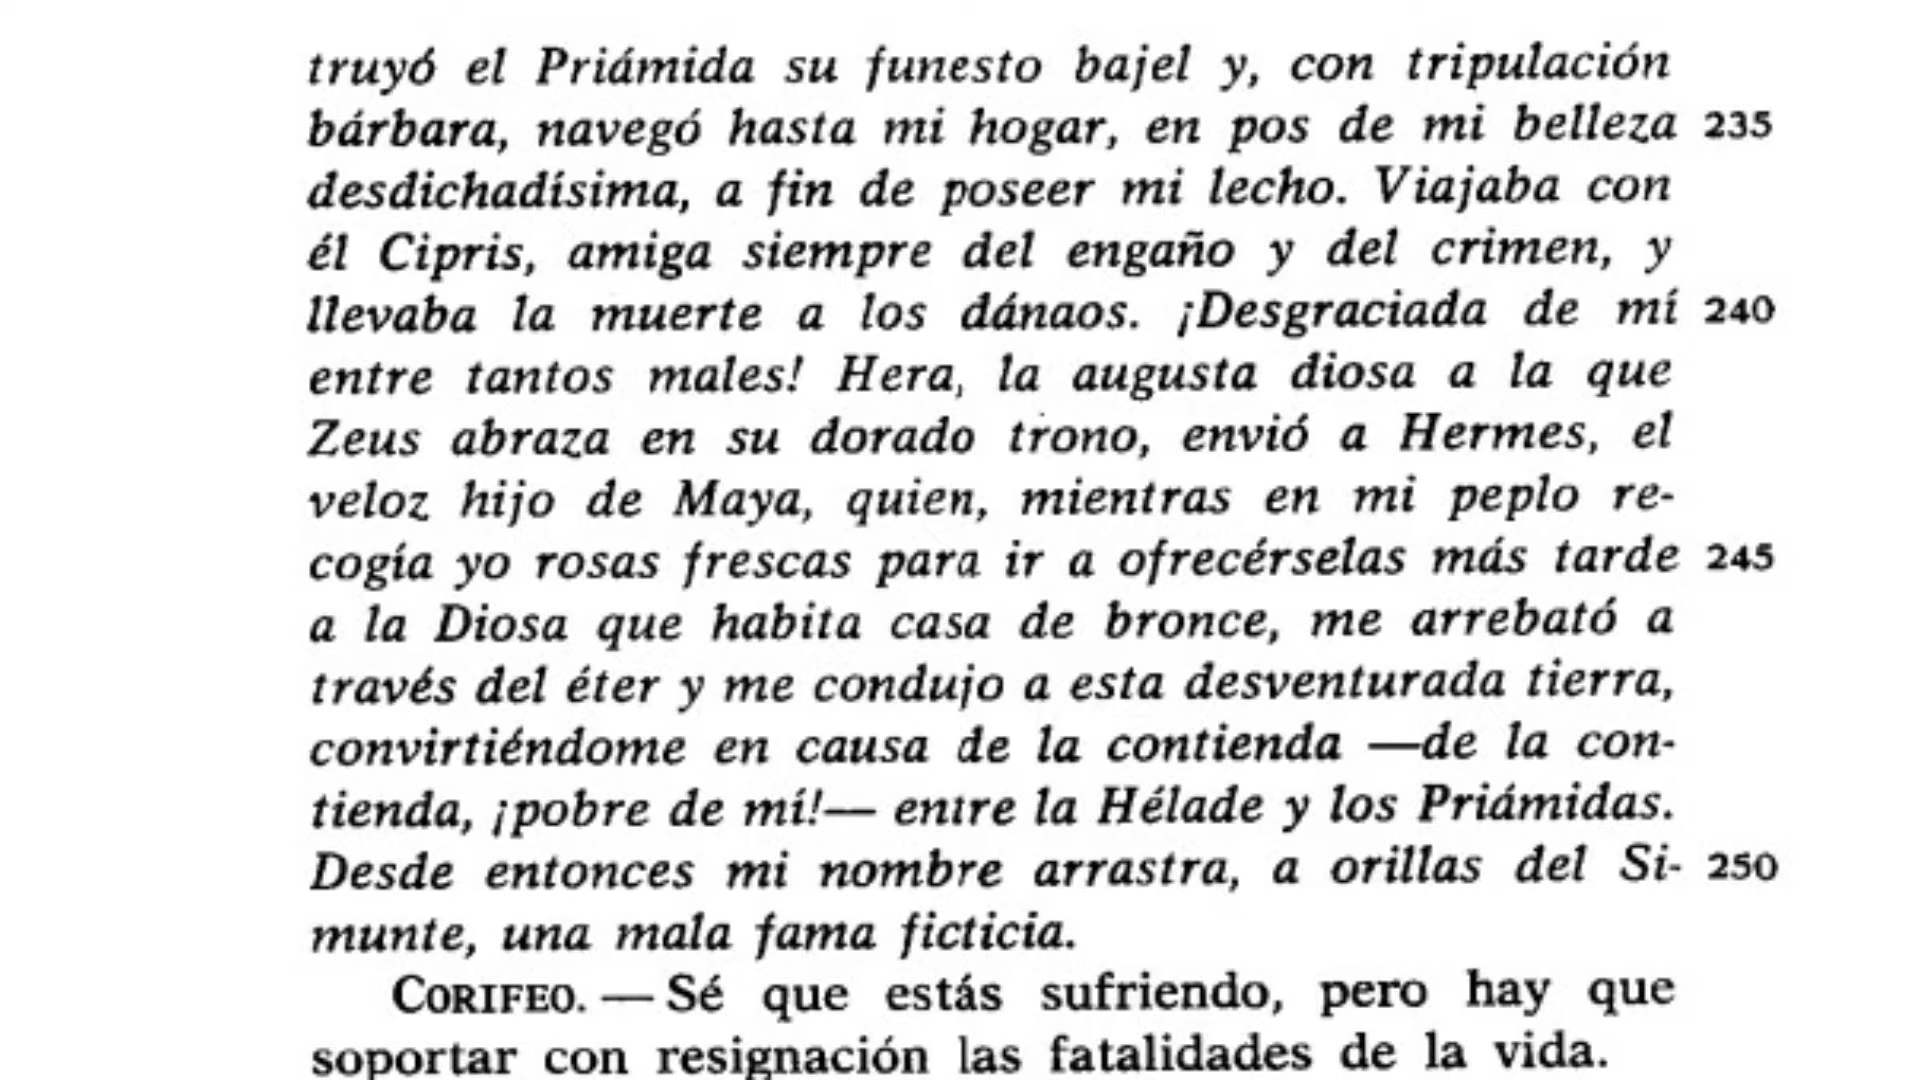 truyó el Priámida su funesto bajel y, con tripulación
bárbara, navegó hasta mi hogar, en pos de mi belleza 235
desdichadísima, a fin de poseer mi lecho. Viajaba con
él Cipris, amiga siempre del engaño y del crimen, y
llevaba la muerte a los dánaos. ¡Desgraciada de mí 240
entre tantos males! Hera, la augusta diosa a la que
Zeus abraza en su dorado trono, envió a Hermes, el
veloz hijo de Maya, quien, mientras en mi peplo re-
cogía yo rosas frescas para ir a ofrecérselas más tarde 245
a la Diosa que habita casa de bronce, me arrebató a
través del éter y me condujo a esta desventurada tierra,
convirtiéndome en causa de la contienda —de la con-
tienda, ¡pobre de mí!— entre la Hélade y los Priámidas.
Desde entonces mi nombre arrastra, a orillas del Si- 250
munte, una mala fama ficticia.
CORIFEO. — Sé que estás sufriendo, pero hay que
soportar con resignación las fatalidades de la vida.